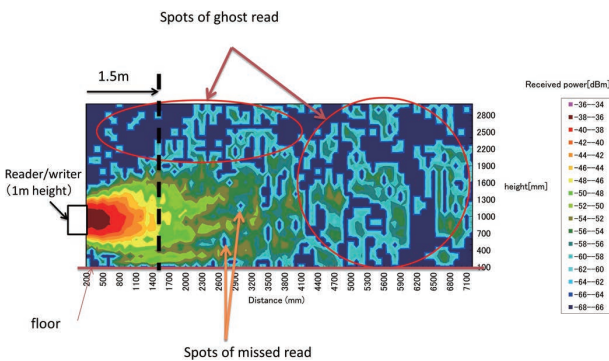 Spots of ghost read
1.5m
Received power[dBm]
Reader/writer
(1m height)
2800
2500
2200
1900
1600
1300
1000
700
400
100
height[mm]
-36--34
-38--36
-40--38
-42--40
-44--42
-46--44
-48--46
-50--48
-52--50
-54--52
-56--54
-58--56
-60--58
-62--60
-64--62
-66--64
-68--66
200 500 800 1100 1400 1700 2000 2300 2600 2900 3200 3500 3800 4100 4400 4700 5000 5300 5600 5900 6200 6500 6800 7100
Distance (mm)
floor
Spots of missed read